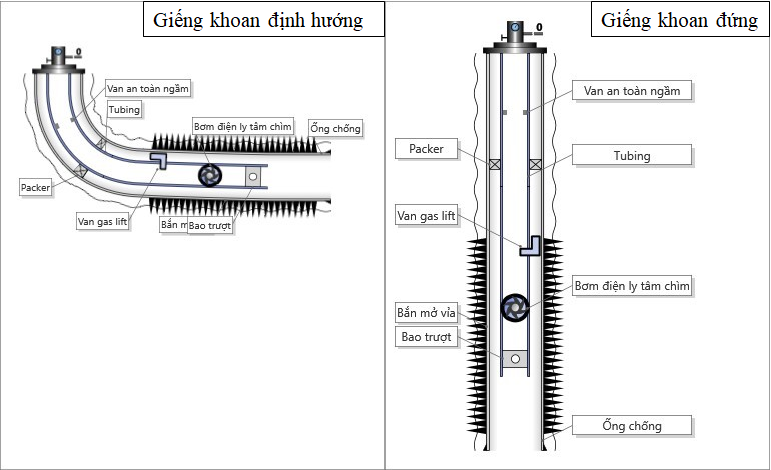 Giếng khoan định hướng
0
Van an toàn ngầm
Tubing
Bơm điện ly tâm chìm
Ống chống
Packer
Van gas lift
Bắn m
Bao trượt
Giếng khoan đứng
0
Van an toàn ngầm
Packer
Tubing
Van gas lift
Bơm điện ly tâm chìm
Bắn mở vỉa
Bao trượt
Ống chống